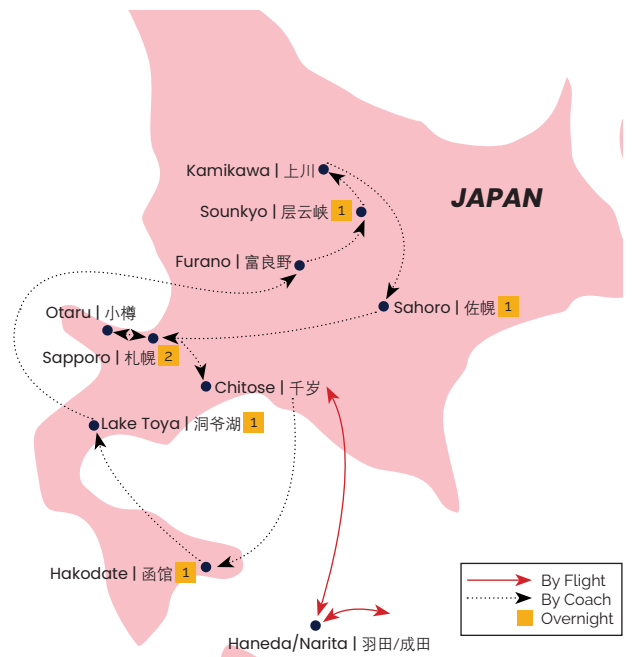 Kamikawa | 上川
JAPAN
Sounkyo | 层云峡 1
Furano | 富良野
Sahoro | 佐幌 1
Otaru | 小樽
Sapporo | 札幌 2
Chitose | 千岁
Lake Toya | 洞爷湖 1
Hakodate | 函馆 1
Haneda/Narita | 羽田/成田
By Flight
By Coach
Overnight